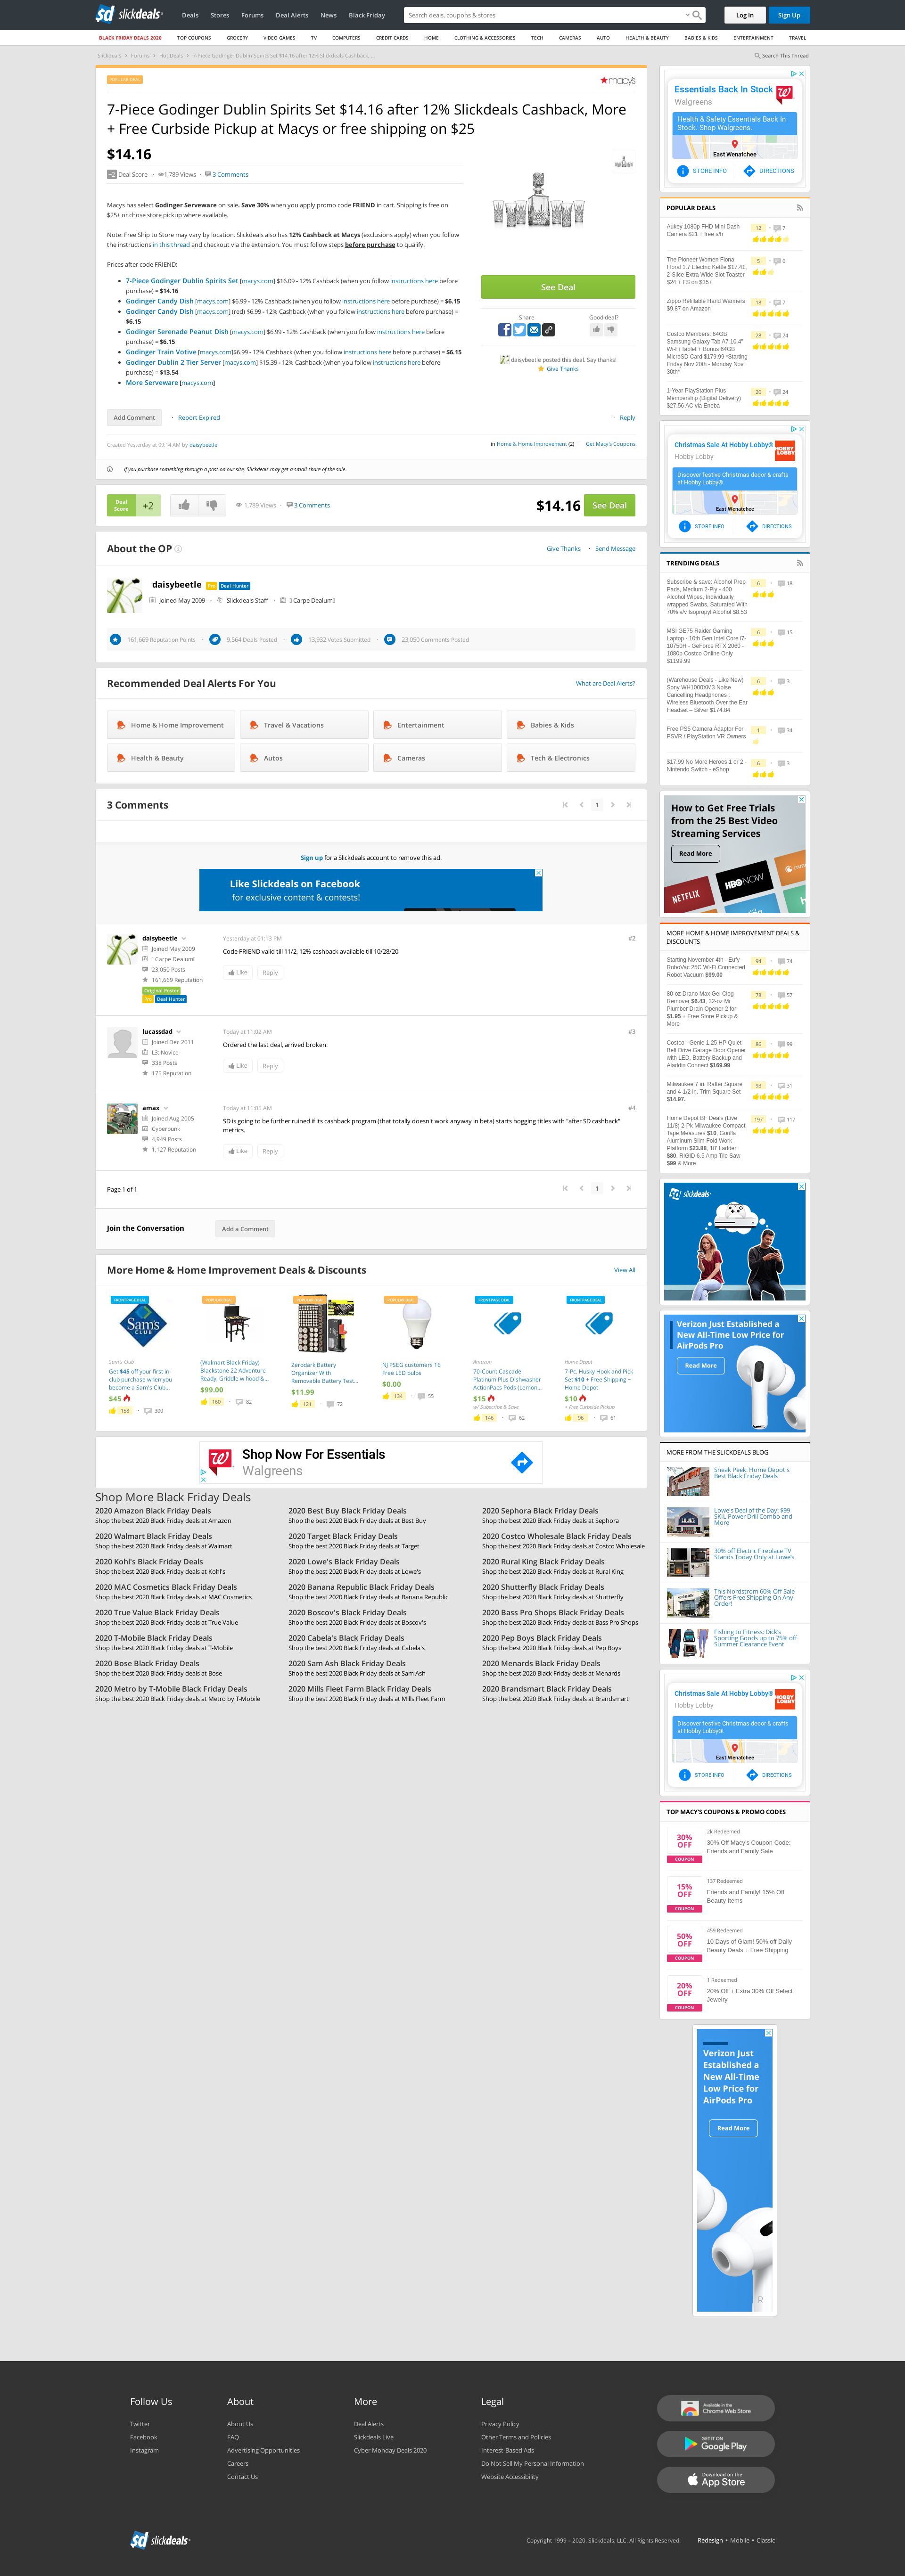 slickdeals
Deals Stores Forums Deal Alerts News Black Friday
Search deals, coupons & stores
Log In Sign Up
BLACK FRIDAY DEALS 2020 TOP COUPONS GROCERY VIDEO GAMES TV COMPUTERS CREDIT CARDS HOME CLOTHING & ACCESSORIES TECH CAMERAS AUTO HEALTH & BEAUTY BABIES & KIDS ENTERTAINMENT TRAVEL
Slickdeals > Forums > Hot Deals > 7-Piece Godinger Dublin Spirits Set $14.16 after 12% Slickdeals Cashback, ...
Search This Thread
POPULAR DEAL
macy's
7-Piece Godinger Dublin Spirits Set $14.16 after 12% Slickdeals Cashback, More
+ Free Curbside Pickup at Macys or free shipping on $25
$14.16
+2 Deal Score 1,789 Views 3 Comments
Macys has select Godinger Serveware on sale, Save 30% when you apply promo code FRIEND in cart. Shipping is free on
$25+ or chose store pickup where available.
Note: Free Ship to Store may vary by location. Slickdeals also has 12% Cashback at Macys (exclusions apply) when you follow
the instructions in this thread and checkout via the extension. You must follow steps before purchase to qualify.
Prices after code FRIEND:
• 7-Piece Godinger Dublin Spirits Set [macys.com] $16.09 - 12% Cashback (when you follow instructions here before
purchase) = $14.16
• Godinger Candy Dish [macys.com] $6.99 - 12% Cashback (when you follow instructions here before purchase) = $6.15
• Godinger Candy Dish [macys.com] (red) $6.99 - 12% Cashback (when you follow instructions here before purchase) =
$6.15
• Godinger Serenade Peanut Dish [macys.com] $6.99 - 12% Cashback (when you follow instructions here before
purchase) = $6.15
• Godinger Train Votive [macys.com]$6.99 - 12% Cashback (when you follow instructions here before purchase) = $6.15
• Godinger Dublin 2 Tier Server [macys.com] $15.39 - 12% Cashback (when you follow instructions here before
purchase) = $13.54
• More Serveware [macys.com]
See Deal
Share Good deal?
daisybeetle posted this deal. Say thanks!
Give Thanks
Add Comment • Report Expired • Reply
Created Yesterday at 09:14 AM by daisybeetle
in Home & Home Improvement (2) • Get Macy's Coupons
If you purchase something through a post on our site, Slickdeals may get a small share of the sale.
Deal
Score
+2
1,789 Views 3 Comments
$14.16 See Deal
About the OP
Give Thanks • Send Message
daisybeetle Pro Deal Hunter
Joined May 2009 Slickdeals Staff Carpe Dealum
161,669 Reputation Points 9,564 Deals Posted 13,932 Votes Submitted 23,050 Comments Posted
Recommended Deal Alerts For You
What are Deal Alerts?
Home & Home Improvement Travel & Vacations Entertainment Babies & Kids
Health & Beauty Autos Cameras Tech & Electronics
3 Comments
1
Sign up for a Slickdeals account to remove this ad.
Like Slickdeals on Facebook
for exclusive content & contests!
daisybeetle
Joined May 2009
Carpe Dealum
23,050 Posts
161,669 Reputation
Original Poster
Pro Deal Hunter
Yesterday at 01:13 PM #2
Code FRIEND valid till 11/2, 12% cashback available till 10/28/20
Like Reply
lucassdad
Joined Dec 2011
L3: Novice
338 Posts
175 Reputation
Today at 11:02 AM #3
Ordered the last deal, arrived broken.
Like Reply
amax
Joined Aug 2005
Cyberpunk
4,949 Posts
1,127 Reputation
Today at 11:05 AM #4
SD is going to be further ruined if its cashback program (that totally doesn't work anyway in beta) starts hogging titles with "after SD cashback"
metrics.
Like Reply
Page 1 of 1
1
Join the Conversation Add a Comment
More Home & Home Improvement Deals & Discounts
View All
FRONTPAGE DEAL
Sam's CLUB
Sam's Club
Get $45 off your first in-
club purchase when you
become a Sam's Club...
$45
158 300
POPULAR DEAL
(Walmart Black Friday)
Blackstone 22 Adventure
Ready, Griddle w hood &...
$99.00
160 82
POPULAR DEAL
Zerodark Battery
Organizer With
Removable Battery Test...
$11.99
121 72
POPULAR DEAL
NJ PSEG customers 16
Free LED bulbs
$0.00
134 55
FRONTPAGE DEAL
Amazon
70-Count Cascade
Platinum Plus Dishwasher
ActionPacs Pods (Lemon...
$15
w/ Subscribe & Save
146 62
FRONTPAGE DEAL
Home Depot
7-Pc. Husky Hook and Pick
Set $10 + Free Shipping ~
Home Depot
$10
+ Free Curbside Pickup
96 61
Shop Now For Essentials
Walgreens
Shop More Black Friday Deals
2020 Amazon Black Friday Deals
Shop the best 2020 Black Friday deals at Amazon
2020 Best Buy Black Friday Deals
Shop the best 2020 Black Friday deals at Best Buy
2020 Sephora Black Friday Deals
Shop the best 2020 Black Friday deals at Sephora
2020 Walmart Black Friday Deals
Shop the best 2020 Black Friday deals at Walmart
2020 Target Black Friday Deals
Shop the best 2020 Black Friday deals at Target
2020 Costco Wholesale Black Friday Deals
Shop the best 2020 Black Friday deals at Costco Wholesale
2020 Kohl's Black Friday Deals
Shop the best 2020 Black Friday deals at Kohl's
2020 Lowe's Black Friday Deals
Shop the best 2020 Black Friday deals at Lowe's
2020 Rural King Black Friday Deals
Shop the best 2020 Black Friday deals at Rural King
2020 MAC Cosmetics Black Friday Deals
Shop the best 2020 Black Friday deals at MAC Cosmetics
2020 Banana Republic Black Friday Deals
Shop the best 2020 Black Friday deals at Banana Republic
2020 Shutterfly Black Friday Deals
Shop the best 2020 Black Friday deals at Shutterfly
2020 True Value Black Friday Deals
Shop the best 2020 Black Friday deals at True Value
2020 Boscov's Black Friday Deals
Shop the best 2020 Black Friday deals at Boscov's
2020 Bass Pro Shops Black Friday Deals
Shop the best 2020 Black Friday deals at Bass Pro Shops
2020 T-Mobile Black Friday Deals
Shop the best 2020 Black Friday deals at T-Mobile
2020 Cabela's Black Friday Deals
Shop the best 2020 Black Friday deals at Cabela's
2020 Pep Boys Black Friday Deals
Shop the best 2020 Black Friday deals at Pep Boys
2020 Bose Black Friday Deals
Shop the best 2020 Black Friday deals at Bose
2020 Sam Ash Black Friday Deals
Shop the best 2020 Black Friday deals at Sam Ash
2020 Menards Black Friday Deals
Shop the best 2020 Black Friday deals at Menards
2020 Metro by T-Mobile Black Friday Deals
Shop the best 2020 Black Friday deals at Metro by T-Mobile
2020 Mills Fleet Farm Black Friday Deals
Shop the best 2020 Black Friday deals at Mills Fleet Farm
2020 Brandsmart Black Friday Deals
Shop the best 2020 Black Friday deals at Brandsmart
Essentials Back In Stock
Walgreens
Health & Safety Essentials Back In
Stock. Shop Walgreens.
East Wenatchee
STORE INFO DIRECTIONS
POPULAR DEALS
Aukey 1080p FHD Mini Dash
Camera $21 + free s/h
12 7
The Pioneer Women Fiona
Floral 1.7 Electric Kettle $17.41,
2-Slice Extra Wide Slot Toaster
$24 + FS on $35+
5 0
Zippo Refillable Hand Warmers
$9.87 on Amazon
18 7
Costco Members: 64GB
Samsung Galaxy Tab A7 10.4"
Wi-Fi Tablet + Bonus 64GB
MicroSD Card $179.99 *Starting
Friday Nov 20th - Monday Nov
30th*
28 24
1-Year PlayStation Plus
Membership (Digital Delivery)
$27.56 AC via Eneba
20 24
Christmas Sale At Hobby Lobby®
Hobby Lobby
HOBBY LOBBY
Discover festive Christmas decor & crafts
at Hobby Lobby®.
East Wenatchee
STORE INFO DIRECTIONS
TRENDING DEALS
Subscribe & save: Alcohol Prep
Pads, Medium 2-Ply - 400
Alcohol Wipes, Individually
wrapped Swabs, Saturated With
70% v/v Isopropyl Alcohol $8.53
6 18
MSI GE75 Raider Gaming
Laptop - 10th Gen Intel Core i7-
10750H - GeForce RTX 2060 -
1080p Costco Online Only
$1199.99
6 15
(Warehouse Deals - Like New)
Sony WH1000XM3 Noise
Cancelling Headphones :
Wireless Bluetooth Over the Ear
Headset – Silver $174.84
6 3
Free PS5 Camera Adaptor For
PSVR / PlayStation VR Owners
1 34
$17.99 No More Heroes 1 or 2 -
Nintendo Switch - eShop
6 3
How to Get Free Trials
from the 25 Best Video
Streaming Services
Read More
NETFLIX HBO NOW
MORE HOME & HOME IMPROVEMENT DEALS &
DISCOUNTS
Starting November 4th - Eufy
RoboVac 25C Wi-Fi Connected
Robot Vacuum $99.00
94 74
80-oz Drano Max Gel Clog
Remover $6.43, 32-oz Mr
Plumber Drain Opener 2 for
$1.95 + Free Store Pickup &
More
78 57
Costco - Genie 1.25 HP Quiet
Belt Drive Garage Door Opener
with LED, Battery Backup and
Aladdin Connect $169.99
86 99
Milwaukee 7 in. Rafter Square
and 4-1/2 in. Trim Square Set
$14.97.
93 31
Home Depot BF Deals (Live
11/8) 2-Pk Milwaukee Compact
Tape Measures $10, Gorilla
Aluminum Slim-Fold Work
Platform $23.88, 18' Ladder
$80, RIGID 6.5 Amp Tile Saw
$99 & More
197 117
slickdeals
Verizon Just Established a
New All-Time Low Price for
AirPods Pro
Read More
MORE FROM THE SLICKDEALS BLOG
Sneak Peek: Home Depot's
Best Black Friday Deals
Lowe's Deal of the Day: $99
SKIL Power Drill Combo and
More
30% off Electric Fireplace TV
Stands Today Only at Lowe's
This Nordstrom 60% Off Sale
Offers Free Shipping On Any
Order!
Fishing to Fitness: Dick's
Sporting Goods up to 75% off
Summer Clearance Event
Christmas Sale At Hobby Lobby®
Hobby Lobby
HOBBY LOBBY
Discover festive Christmas decor & crafts
at Hobby Lobby®.
East Wenatchee
STORE INFO DIRECTIONS
TOP MACY'S COUPONS & PROMO CODES
30%
OFF
COUPON
2k Redeemed
30% Off Macy's Coupon Code:
Friends and Family Sale
15%
OFF
COUPON
137 Redeemed
Friends and Family! 15% Off
Beauty Items
50%
OFF
COUPON
459 Redeemed
10 Days of Glam! 50% off Daily
Beauty Deals + Free Shipping
20%
OFF
COUPON
1 Redeemed
20% Off + Extra 30% Off Select
Jewelry
Verizon Just
Established a
New All-Time
Low Price for
AirPods Pro
Read More
Follow Us
Twitter
Facebook
Instagram
About
About Us
FAQ
Advertising Opportunities
Careers
Contact Us
More
Deal Alerts
Slickdeals Live
Cyber Monday Deals 2020
Legal
Privacy Policy
Other Terms and Policies
Interest-Based Ads
Do Not Sell My Personal Information
Website Accessibility
Available in the
Chrome Web Store
GET IT ON
Google Play
Download on the
App Store
slickdeals
Copyright 1999 – 2020. Slickdeals, LLC. All Rights Reserved. Redesign • Mobile • Classic